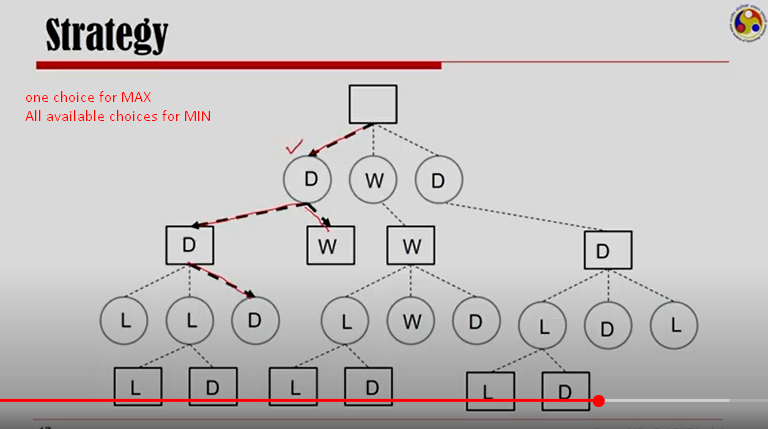 Strategy
one choice for MAX
All available choices for MIN
D W D
D W W D
L L D L W D L D L
L D L D L D